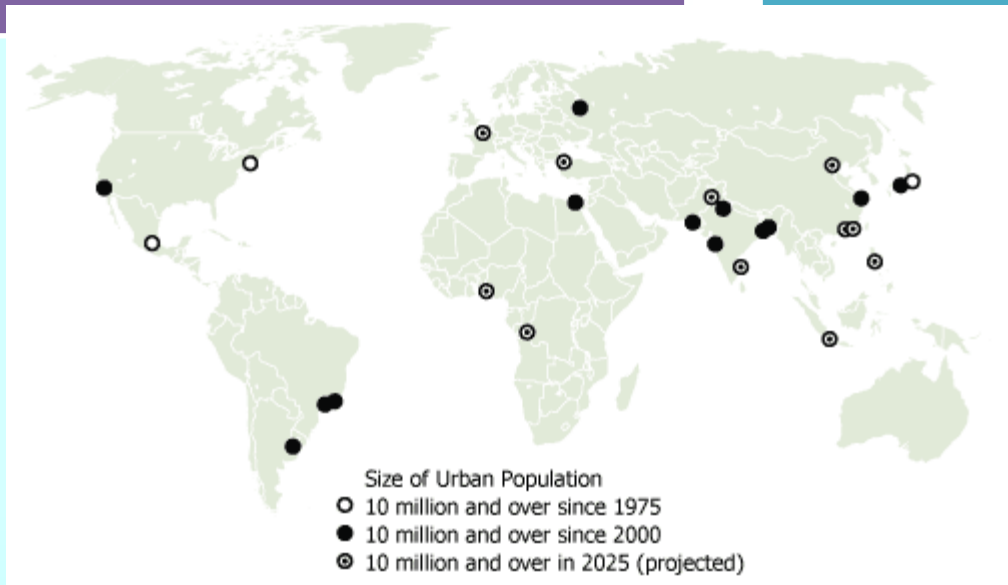 Size of Urban Population
10 million and over since 1975
10 million and over since 2000
10 million and over in 2025 (projected)